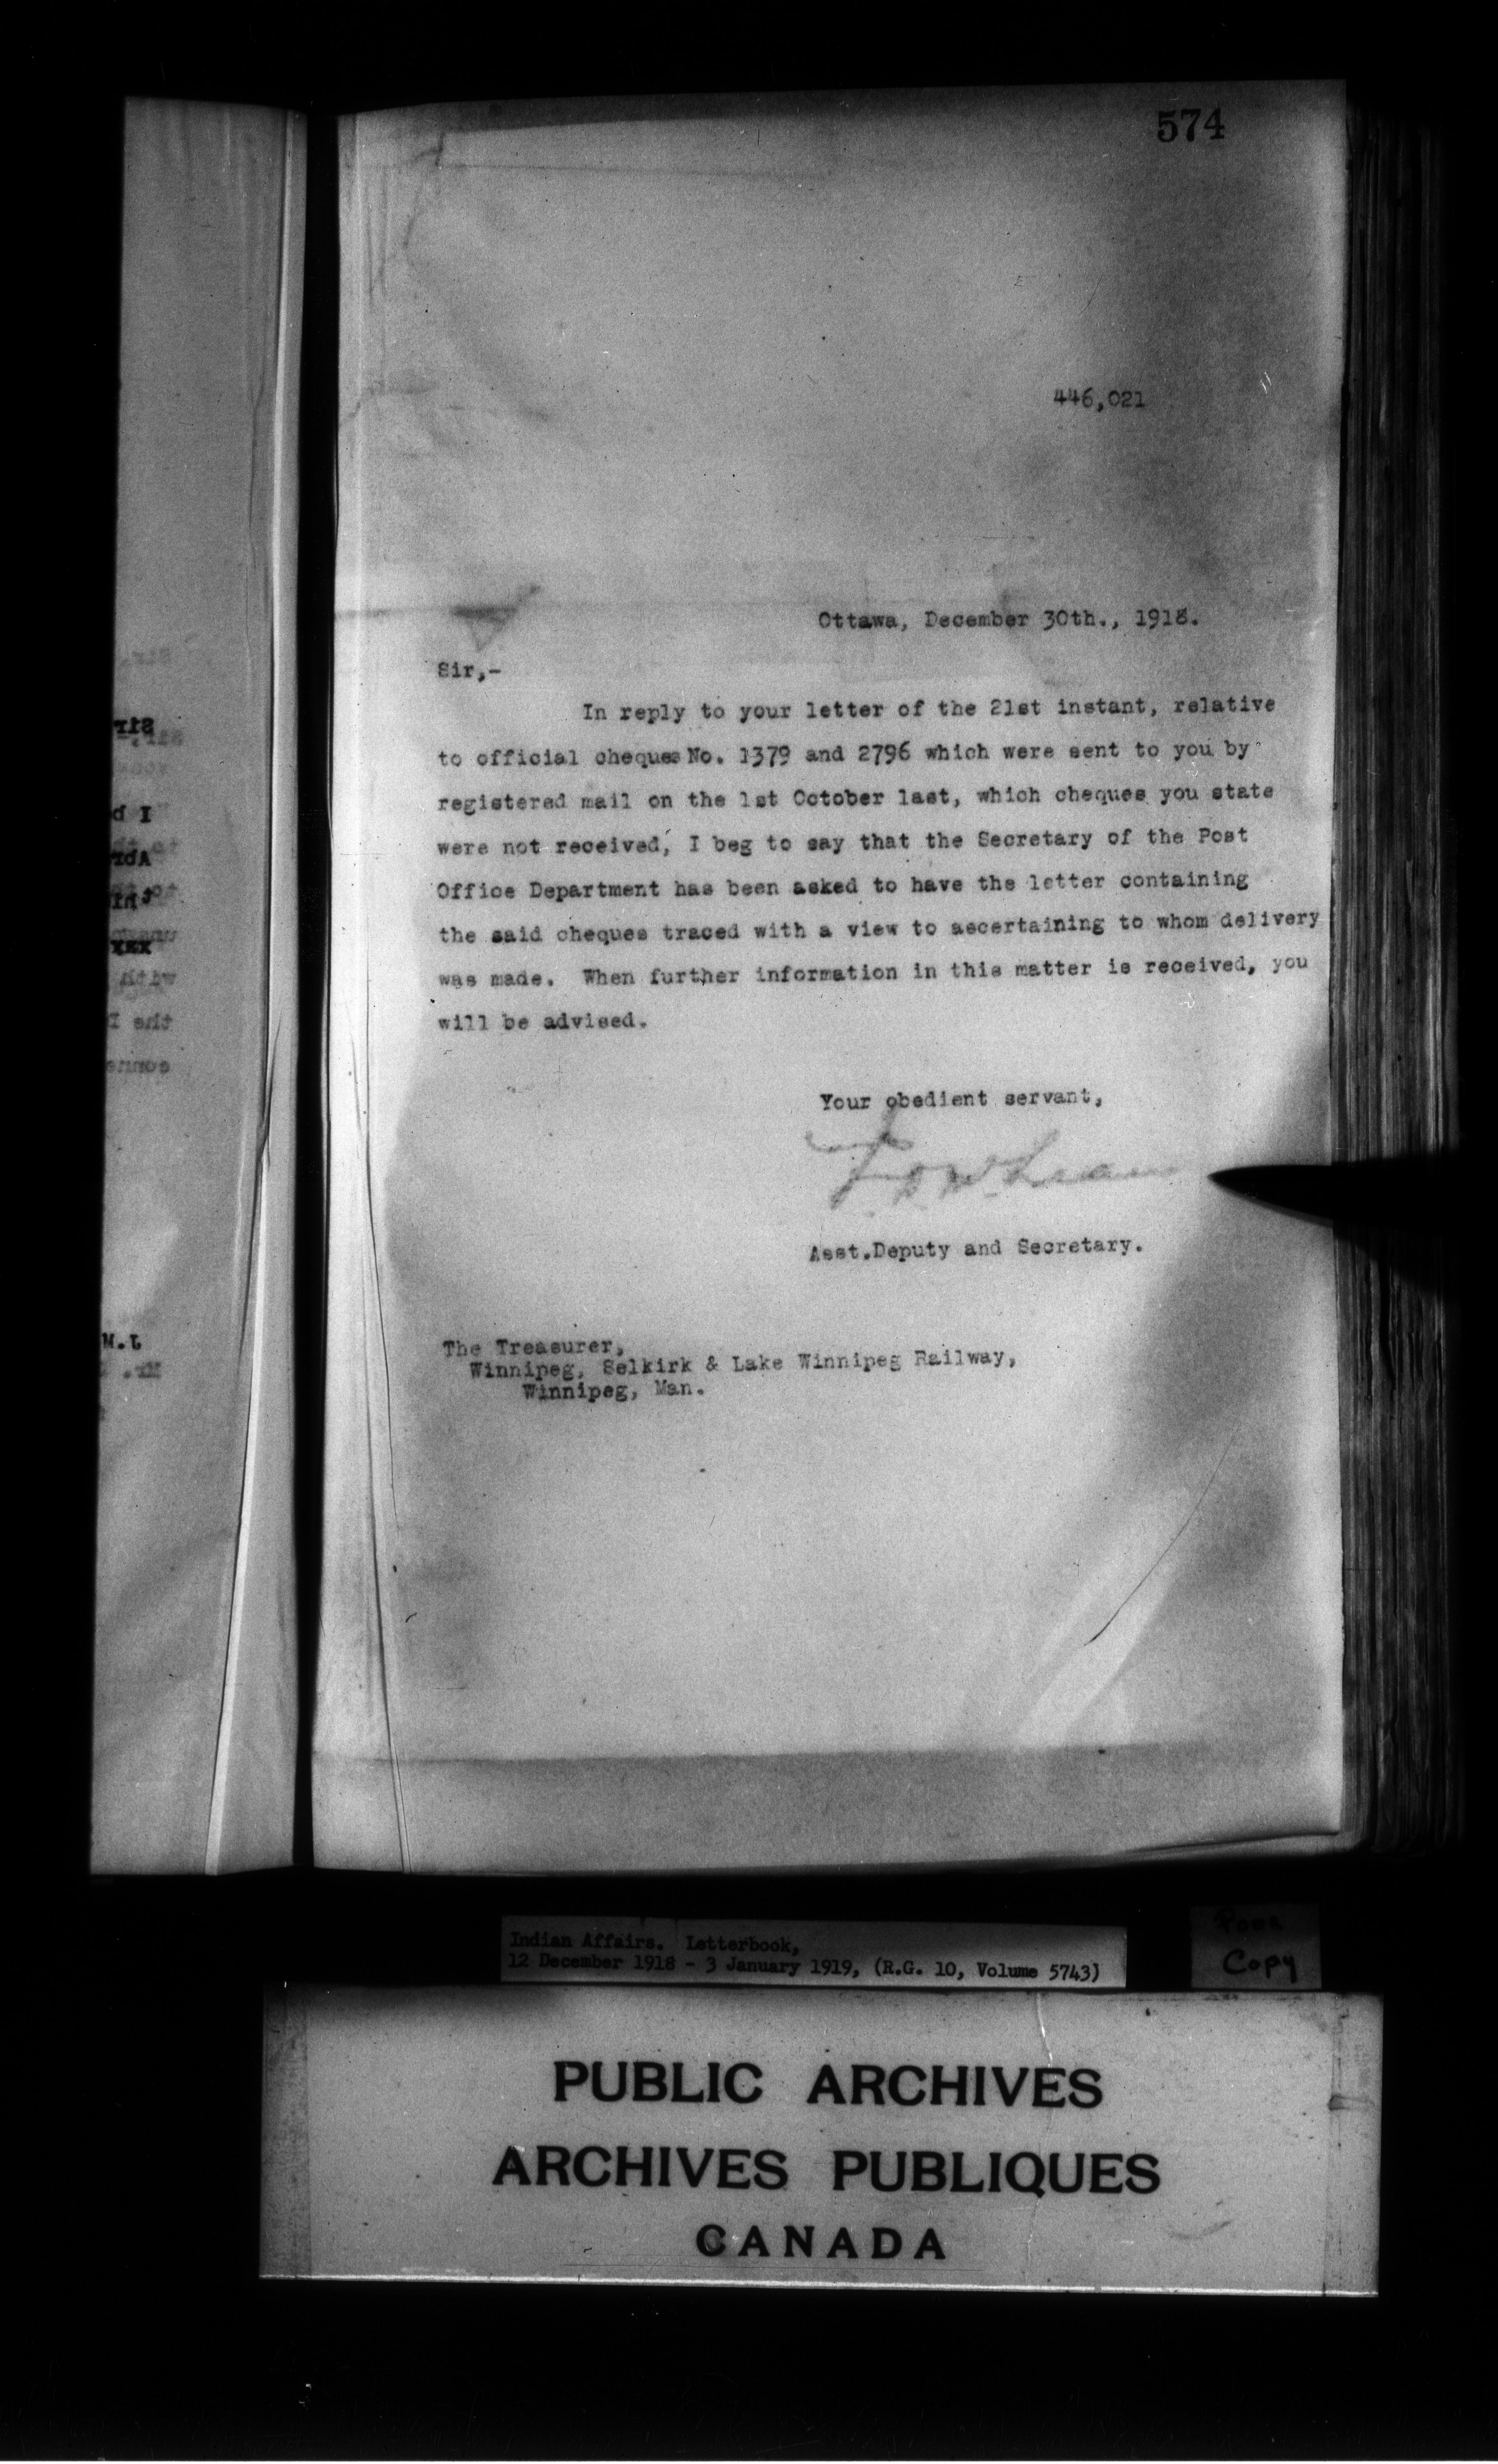 574
446,021
Ottawa, December 30th., 1918.
Sir,-
In reply to your letter of the 21st instant, relative
to official cheques No. 1379 and 2796 which were sent to you by
registered mail on the 1st October last, which cheques you state
were not received, I beg to say that the Secretary of the Post
Office Department has been asked to have the letter containing
the said cheques traced with a view to ascertaining to whom delivery
was made. When further information in this matter is received, you
will be advised.
Your obedient servant,
Asst.Deputy and Secretary.
The Treasurer,
Winnipeg, Selkirk & Lake Winnipeg Railway,
Winnipeg, Man.
Indian Affairs. Letterbook,
12 December 1918 - 3 January 1919, (R.G. 10, Volume 5743)
Poor
Copy
PUBLIC ARCHIVES
ARCHIVES PUBLIQUES
CANADA